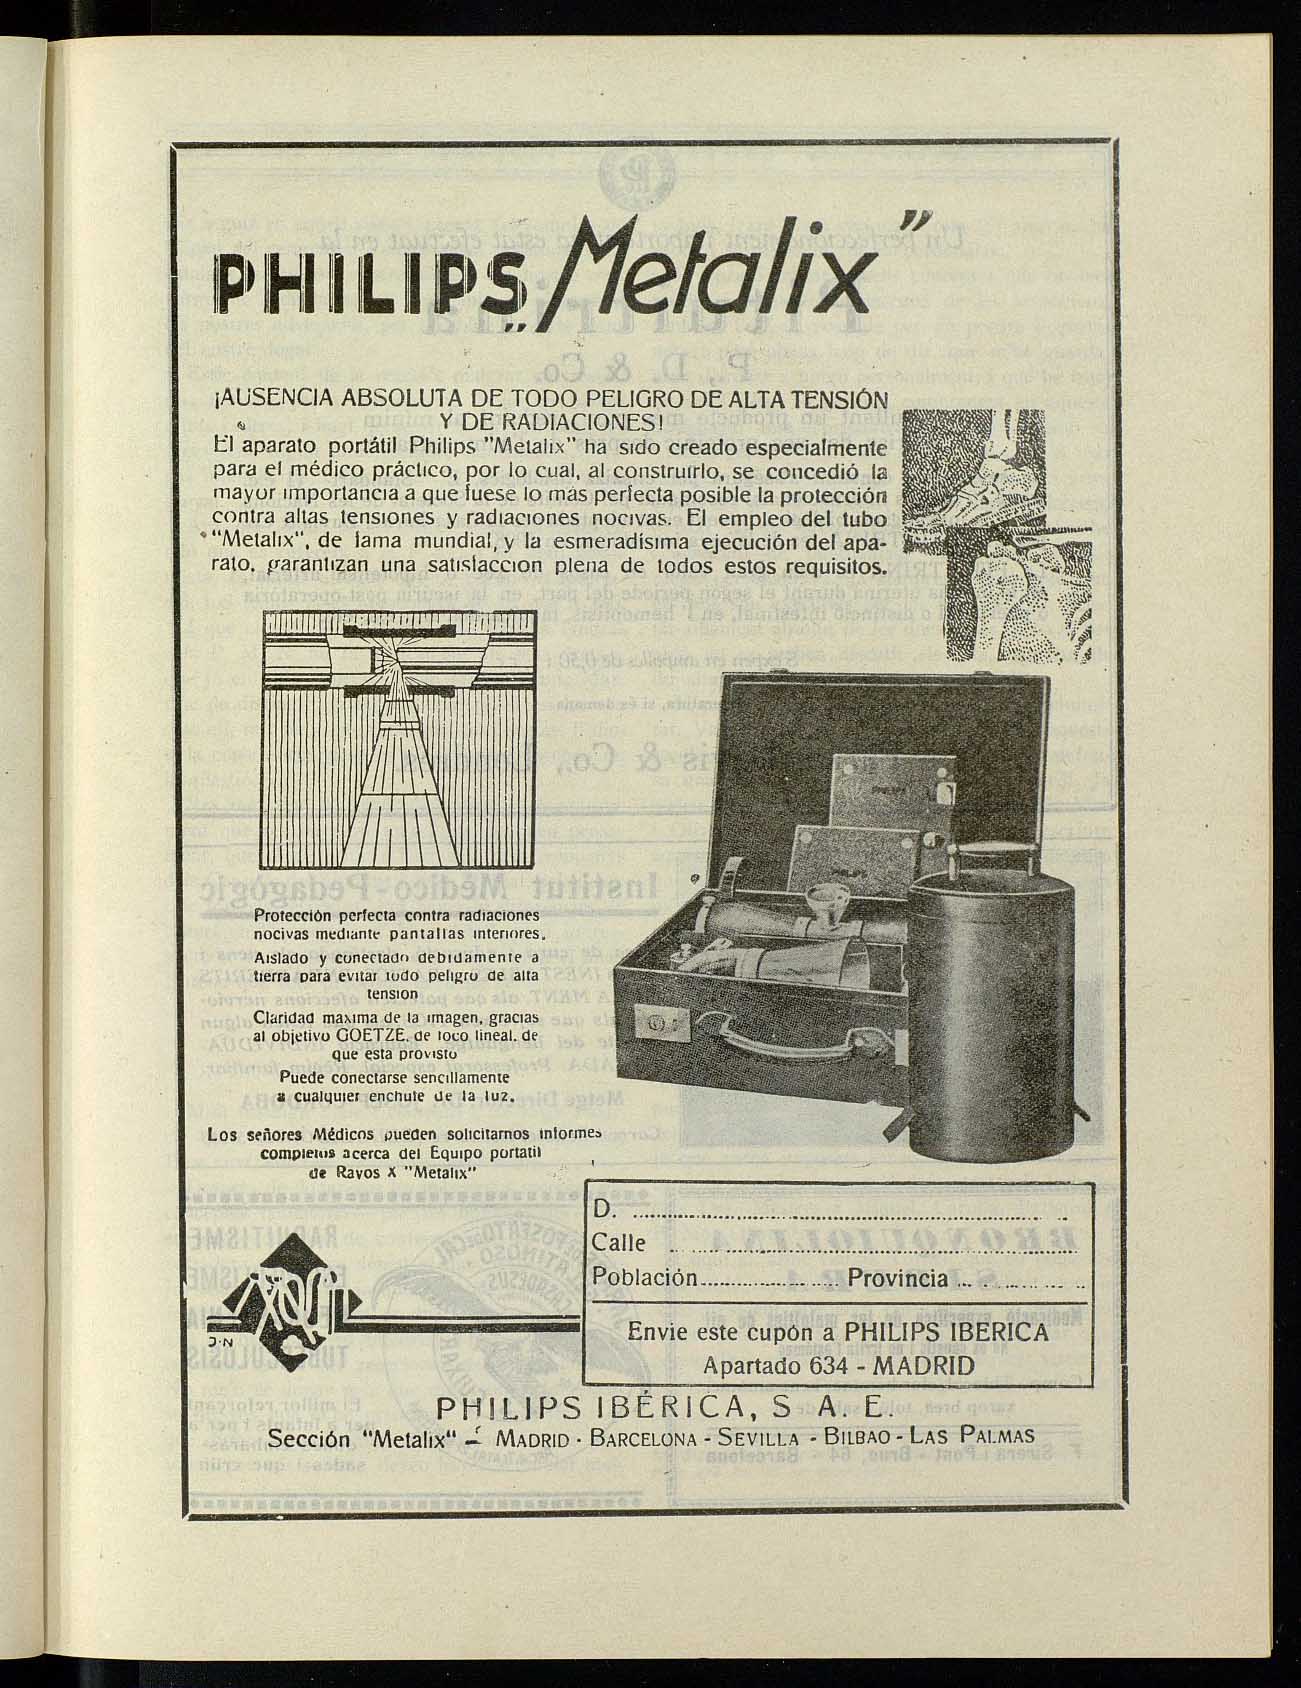 PHILIPS „Metalix”
¡AUSENCIA ABSOLUTA DE TODO PELIGRO DE ALTA TENSIÓN
Y DE RADIACIONES!
El aparato portátil Philips "Metalix" ha sido creado especialmente
para el médico práctico, por lo cual, al construirlo, se concedió la
mayor importancia a que fuese lo más perfecta posible la protección
contra altas tensiones y radiaciones nocivas. El empleo del tubo
"Metalix", de fama mundial, y la esmeradísima ejecución del apa-
rato, garantizan una satisfacción plena de todos estos requisitos.
PHILIPS
PHILIPS
Protección perfecta contra radiaciones
nocivas mediante pantallas interiores.
Aislado y conectado debidamente a
tierra para evitar todo peligro de alta
tension
Claridad maxima de la imagen, gracias
al objetivo GOETZE, de foco lineal, de
que esta provisto
Puede conectarse sencillamente
a cualquier enchufe de la luz.
Los señores Médicos pueden solicitarnos informes
completos acerca del Equipo portatil
de Rayos X "Metalix"
D. ..........
Calle ..........
Población.......... Provincia ..........
Envie este cupón a PHILIPS IBERICA
Apartado 634 - MADRID
J·N
PHILIPS IBÉRICA, S. A. E.
Sección "Metalix" - MADRID - BARCELONA - SEVILLA - BILBAO - LAS PALMAS